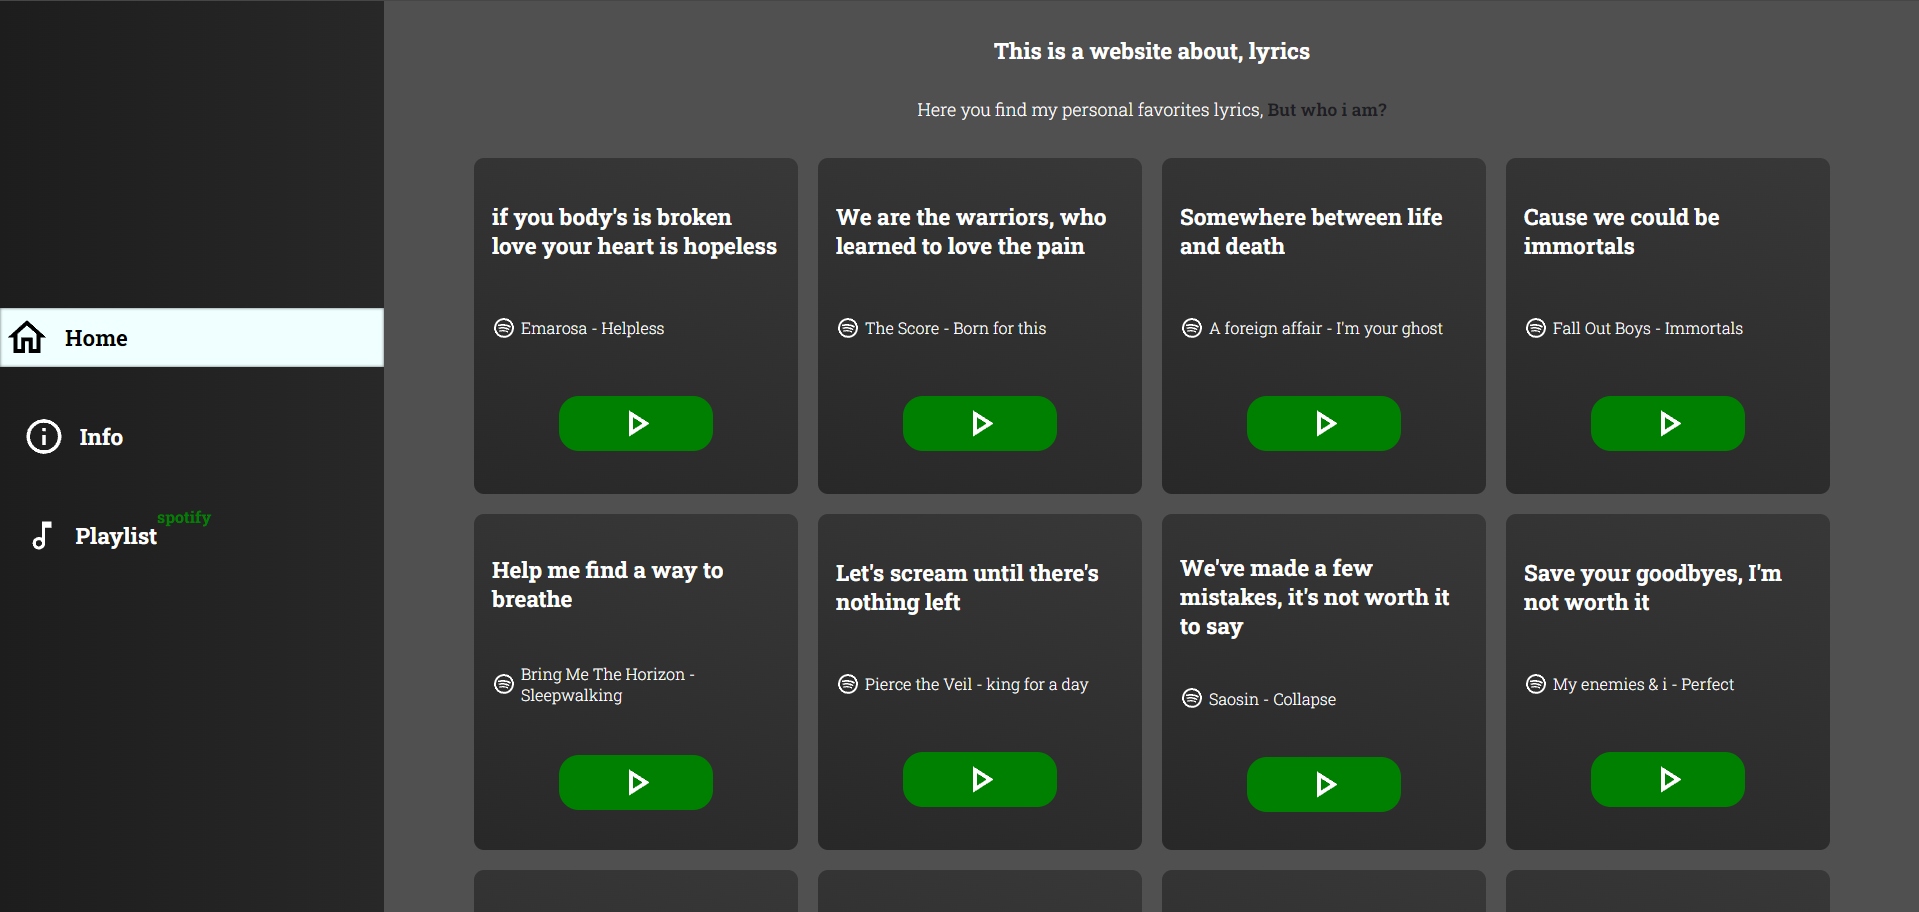 This is a website about, lyrics
Here you find my personal favorites lyrics, But who i am?
Home
Info
Playlist spotify
if you body's is broken
love your heart is hopeless
Emarosa - Helpless
We are the warriors, who
learned to love the pain
The Score - Born for this
Somewhere between life
and death
A foreign affair - I'm your ghost
Cause we could be
immortals
Fall Out Boys - Immortals
Help me find a way to
breathe
Bring Me The Horizon -
Sleepwalking
Let's scream until there's
nothing left
Pierce the Veil - king for a day
We've made a few
mistakes, it's not worth it
to say
Saosin - Collapse
Save your goodbyes, I'm
not worth it
My enemies & i - Perfect